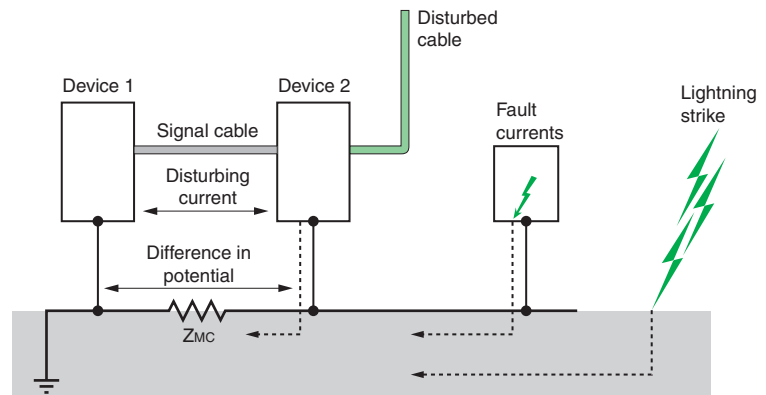 Disturbed
cable
Device 1
Device 2
Signal cable
Disturbing
current
Difference in
potential
ZMC
Fault
currents
Lightning
strike